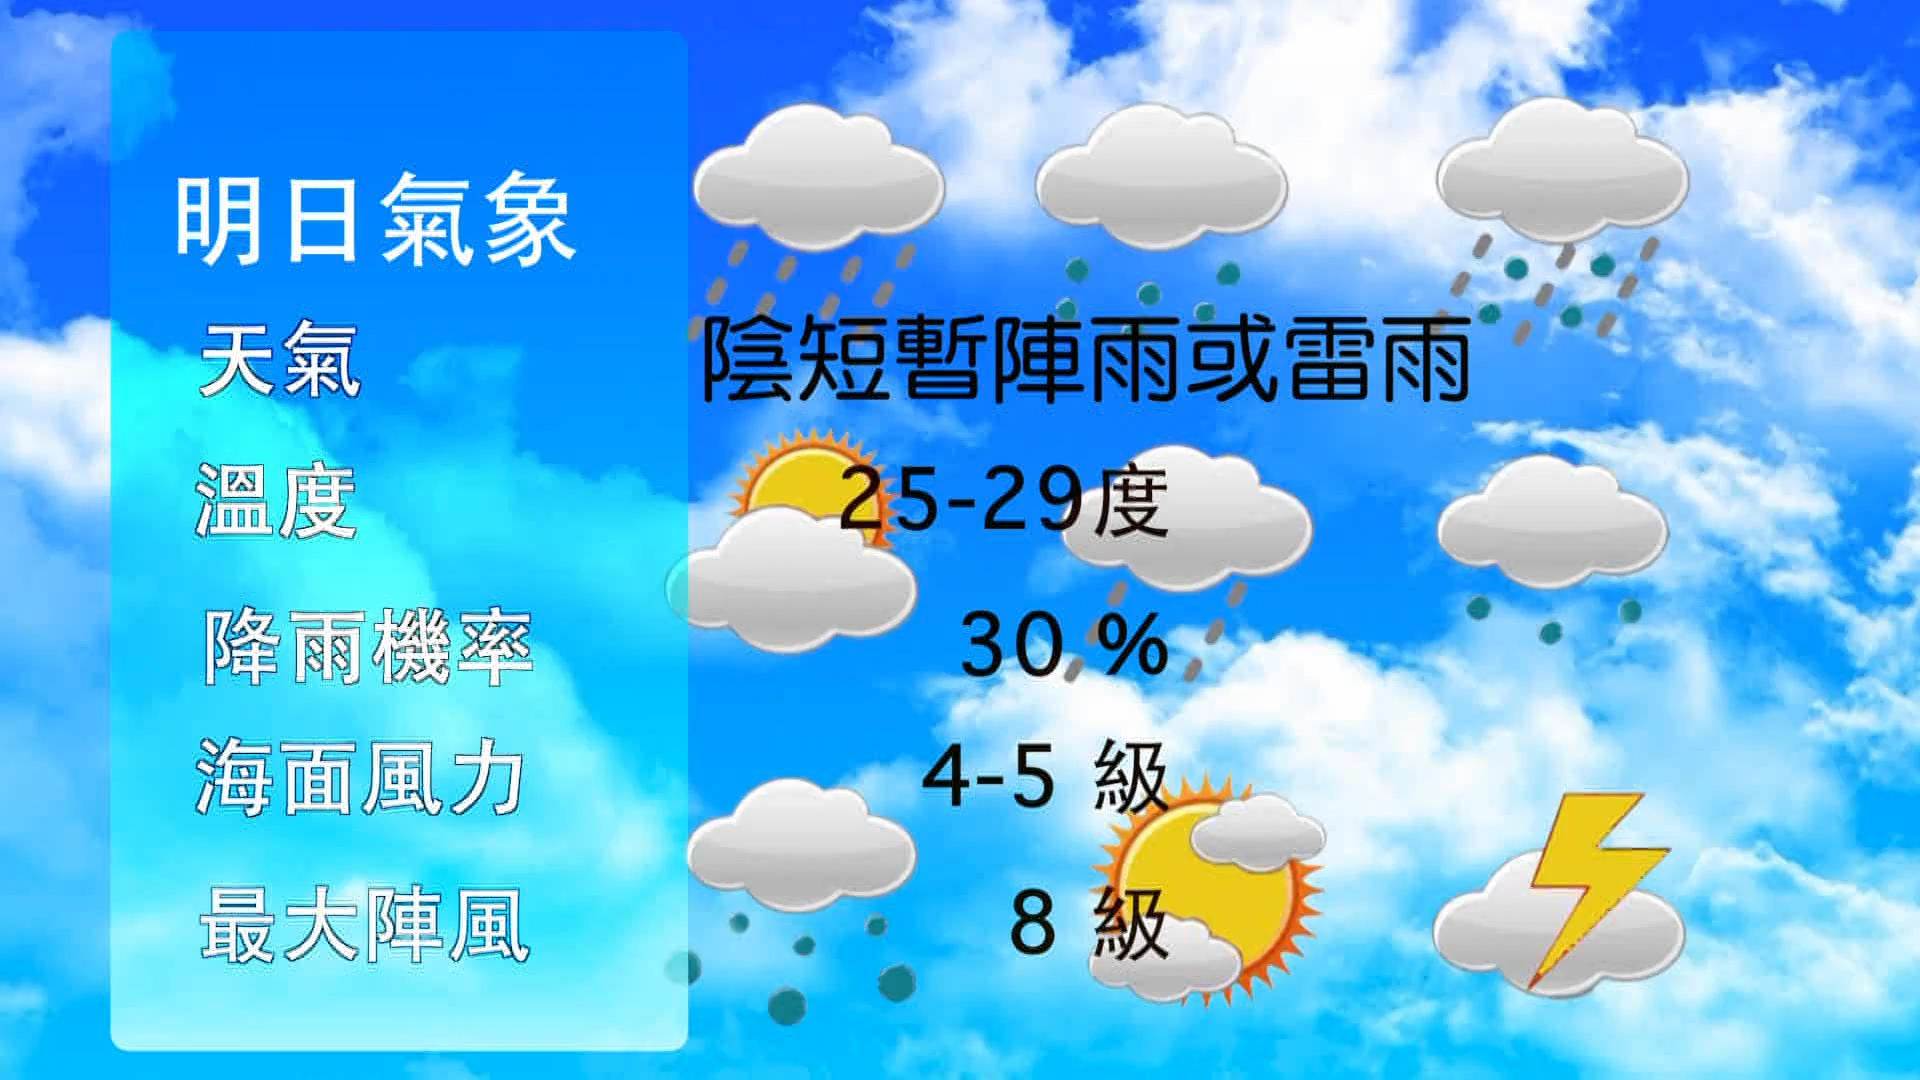 明日氣象
天氣 陰短暫陣雨或雷雨
溫度 25-29度
降雨機率 30 %
海面風力 4-5 級
最大陣風 8 級